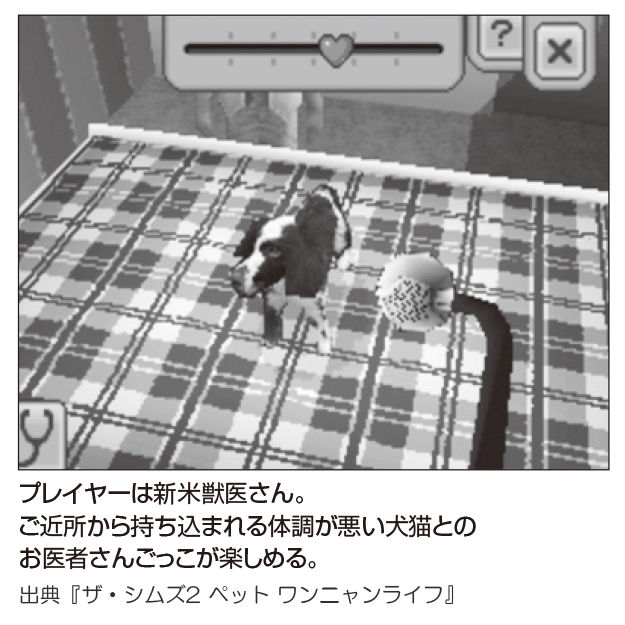 ?
×
プレイヤーは新米獣医さん。
ご近所から持ち込まれる体調が悪い犬猫との
お医者さんごっこが楽しめる。
出典『ザ・シムズ2 ペット ワンニャンライフ』